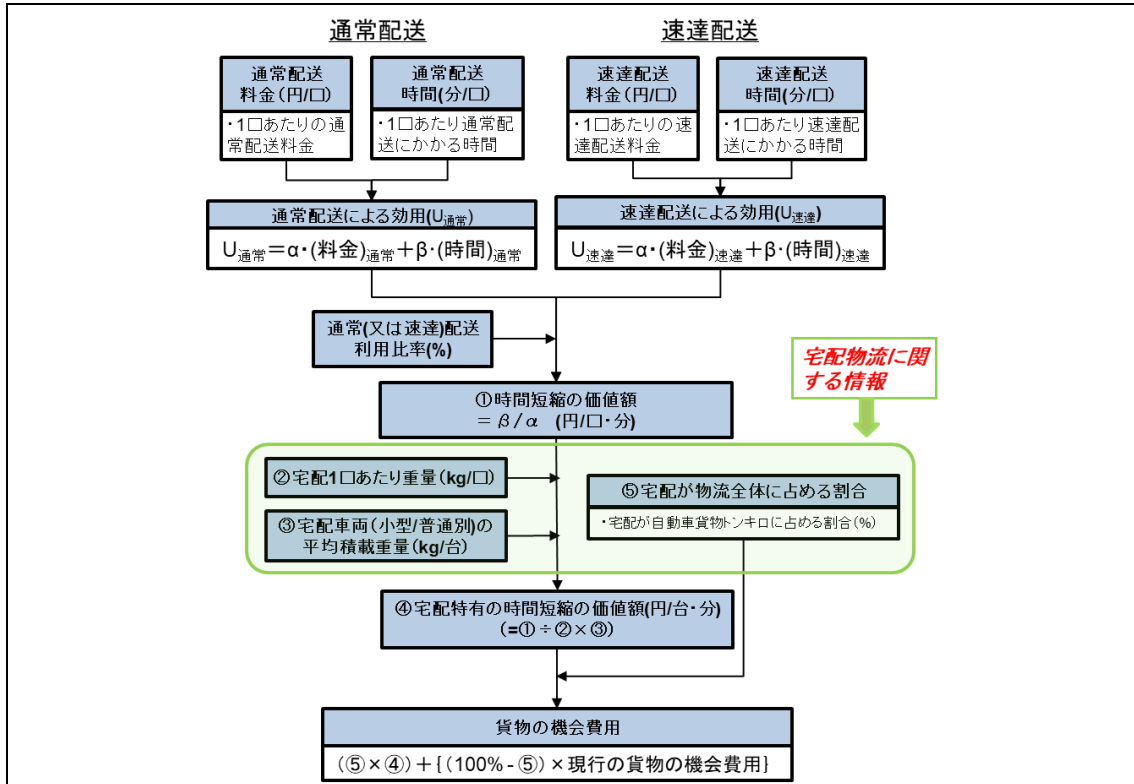 通常配送
速達配送
通常配送
料金(円/口)
・1口あたりの通
常配送料金
通常配送
時間(分/口)
・1口あたり通常配
送にかかる時間
速達配送
料金(円/口)
・1口あたりの速
達配送料金
速達配送
時間(分/口)
・1口あたり速達配
送にかかる時間
通常配送による効用(U通常)
U通常=α・(料金)通常+β・(時間)通常
速達配送による効用(U速達)
U速達=α・(料金)速達+β・(時間)速達
通常(又は速達)配送
利用比率(%)
宅配物流に関
する情報
①時間短縮の価値額
= β/α (円/口・分)
②宅配1口あたり重量(kg/口)
③宅配車両(小型/普通別)の
平均積載重量(kg/台)
⑤宅配が物流全体に占める割合
・宅配が自動車貨物トンキロに占める割合(%)
④宅配特有の時間短縮の価値額(円/台・分)
(=①÷②×③)
貨物の機会費用
(⑤×④)+{(100%-⑤)×現行の貨物の機会費用}